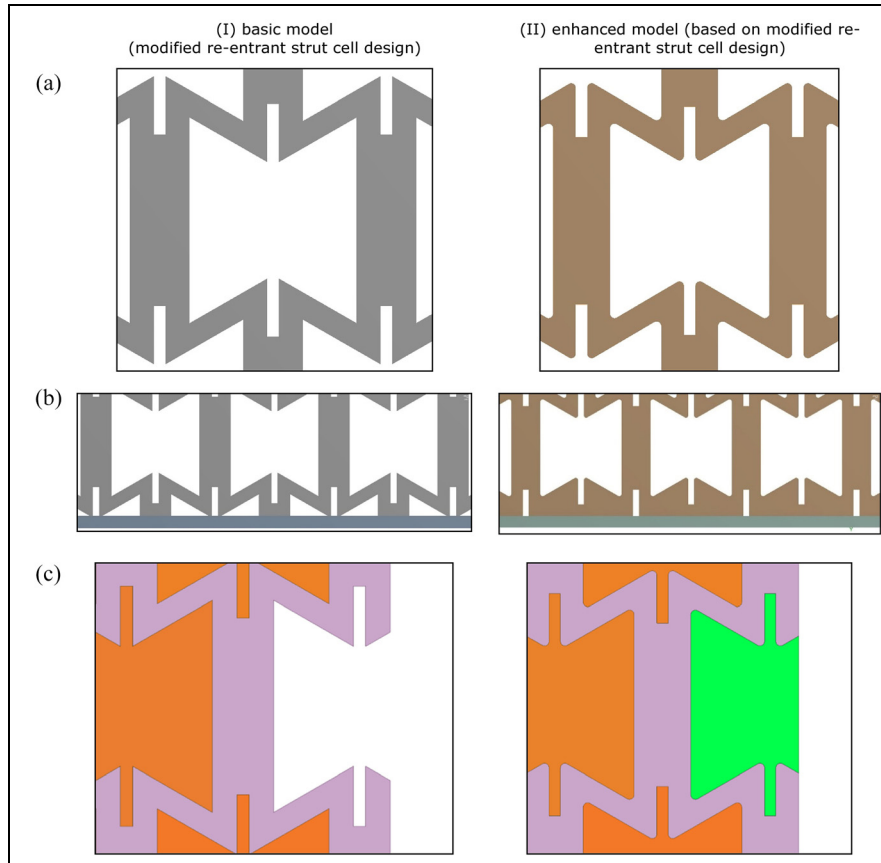 (I) basic model
(modified re-entrant strut cell design)
(II) enhanced model (based on modified re-
entrant strut cell design)
(a)
(b)
(c)